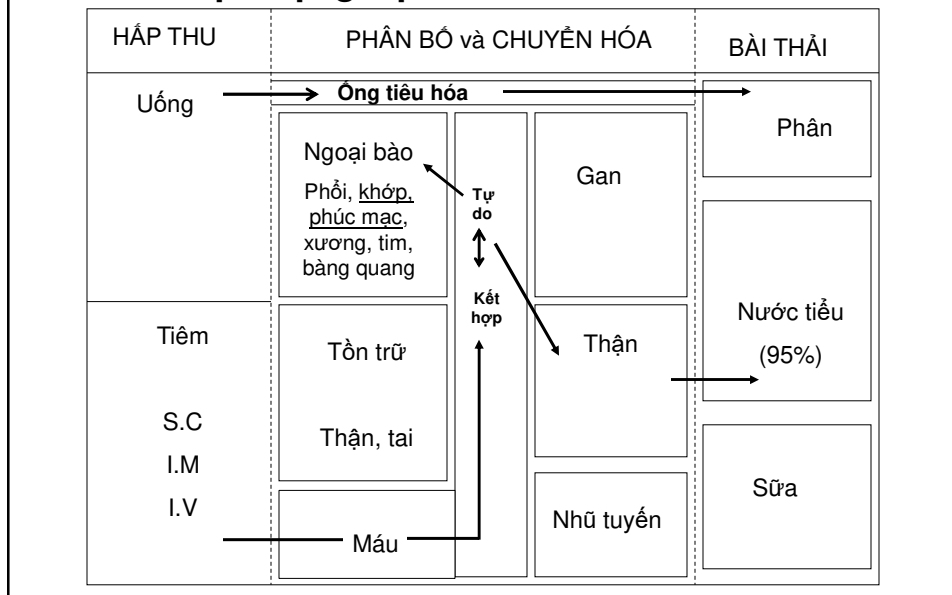 HẤP THU
PHÂN BỐ và CHUYỂN HÓA
BÀI THẢI
Uống
Ống tiêu hóa
Phân
Ngoại bào
Phổi, khớp,
phúc mạc,
xương, tim,
bàng quang
Tự
do
Kết
hợp
Gan
Nước tiểu
(95%)
Tiêm
S.C
I.M
I.V
Tồn trữ
Thận, tai
Thận
Máu
Nhũ tuyến
Sữa